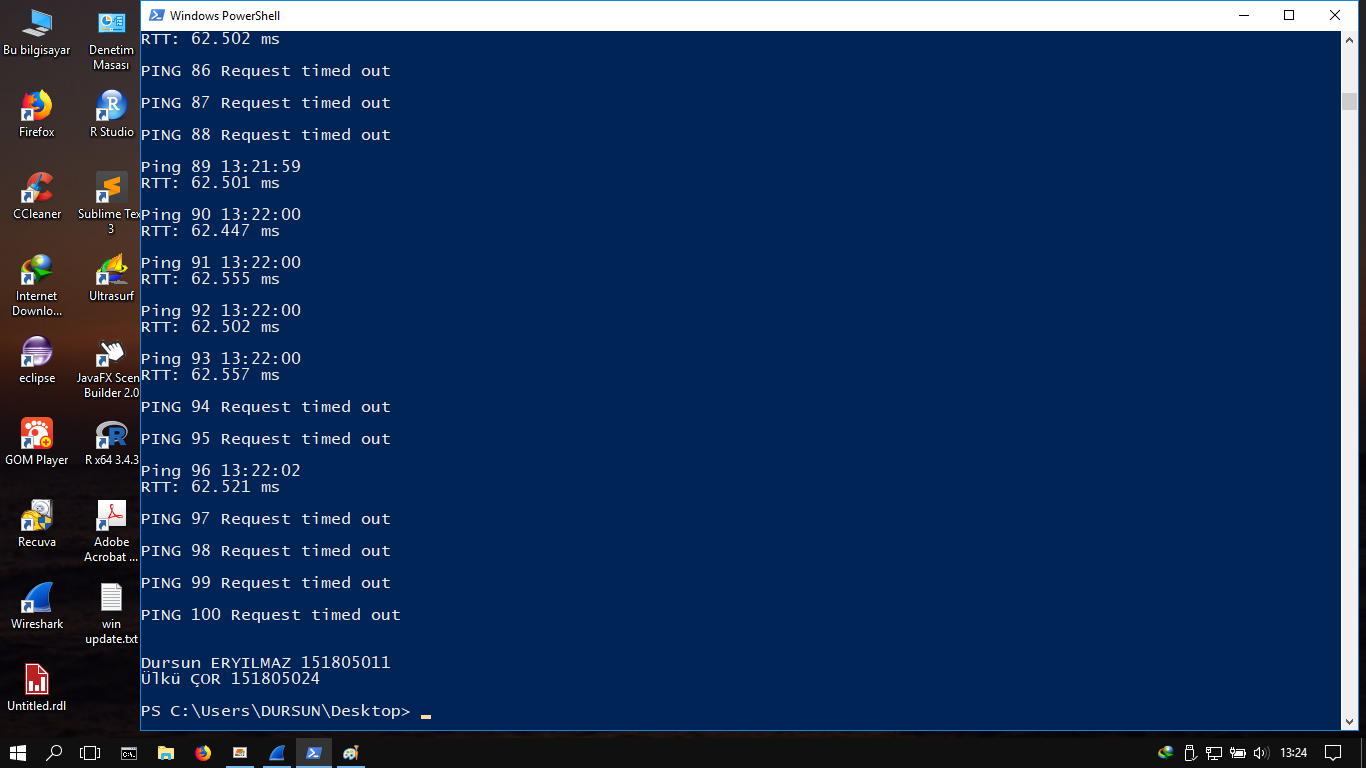 Windows PowerShell
RTT: 62.502 ms
PING 86 Request timed out
PING 87 Request timed out
PING 88 Request timed out
Ping 89 13:21:59
RTT: 62.501 ms
Ping 90 13:22:00
RTT: 62.447 ms
Ping 91 13:22:00
RTT: 62.555 ms
Ping 92 13:22:00
RTT: 62.502 ms
Ping 93 13:22:00
RTT: 62.557 ms
PING 94 Request timed out
PING 95 Request timed out
Ping 96 13:22:02
RTT: 62.521 ms
PING 97 Request timed out
PING 98 Request timed out
PING 99 Request timed out
PING 100 Request timed out
Dursun ERYILMAZ 151805011
Ülkü ÇOR 151805024
PS C:\Users\DURSUN\Desktop>
Bu bilgisayar
Denetim
Masası
Firefox
R Studio
CCleaner
Sublime Tex
3
Internet
Downlo...
Ultrasurf
eclipse
JavaFX Scen
Builder 2.0
GOM Player
R x64 3.4.3
Recuva
Adobe
Acrobat ...
Wireshark
win
update.txt
Untitled.rdl
13:24